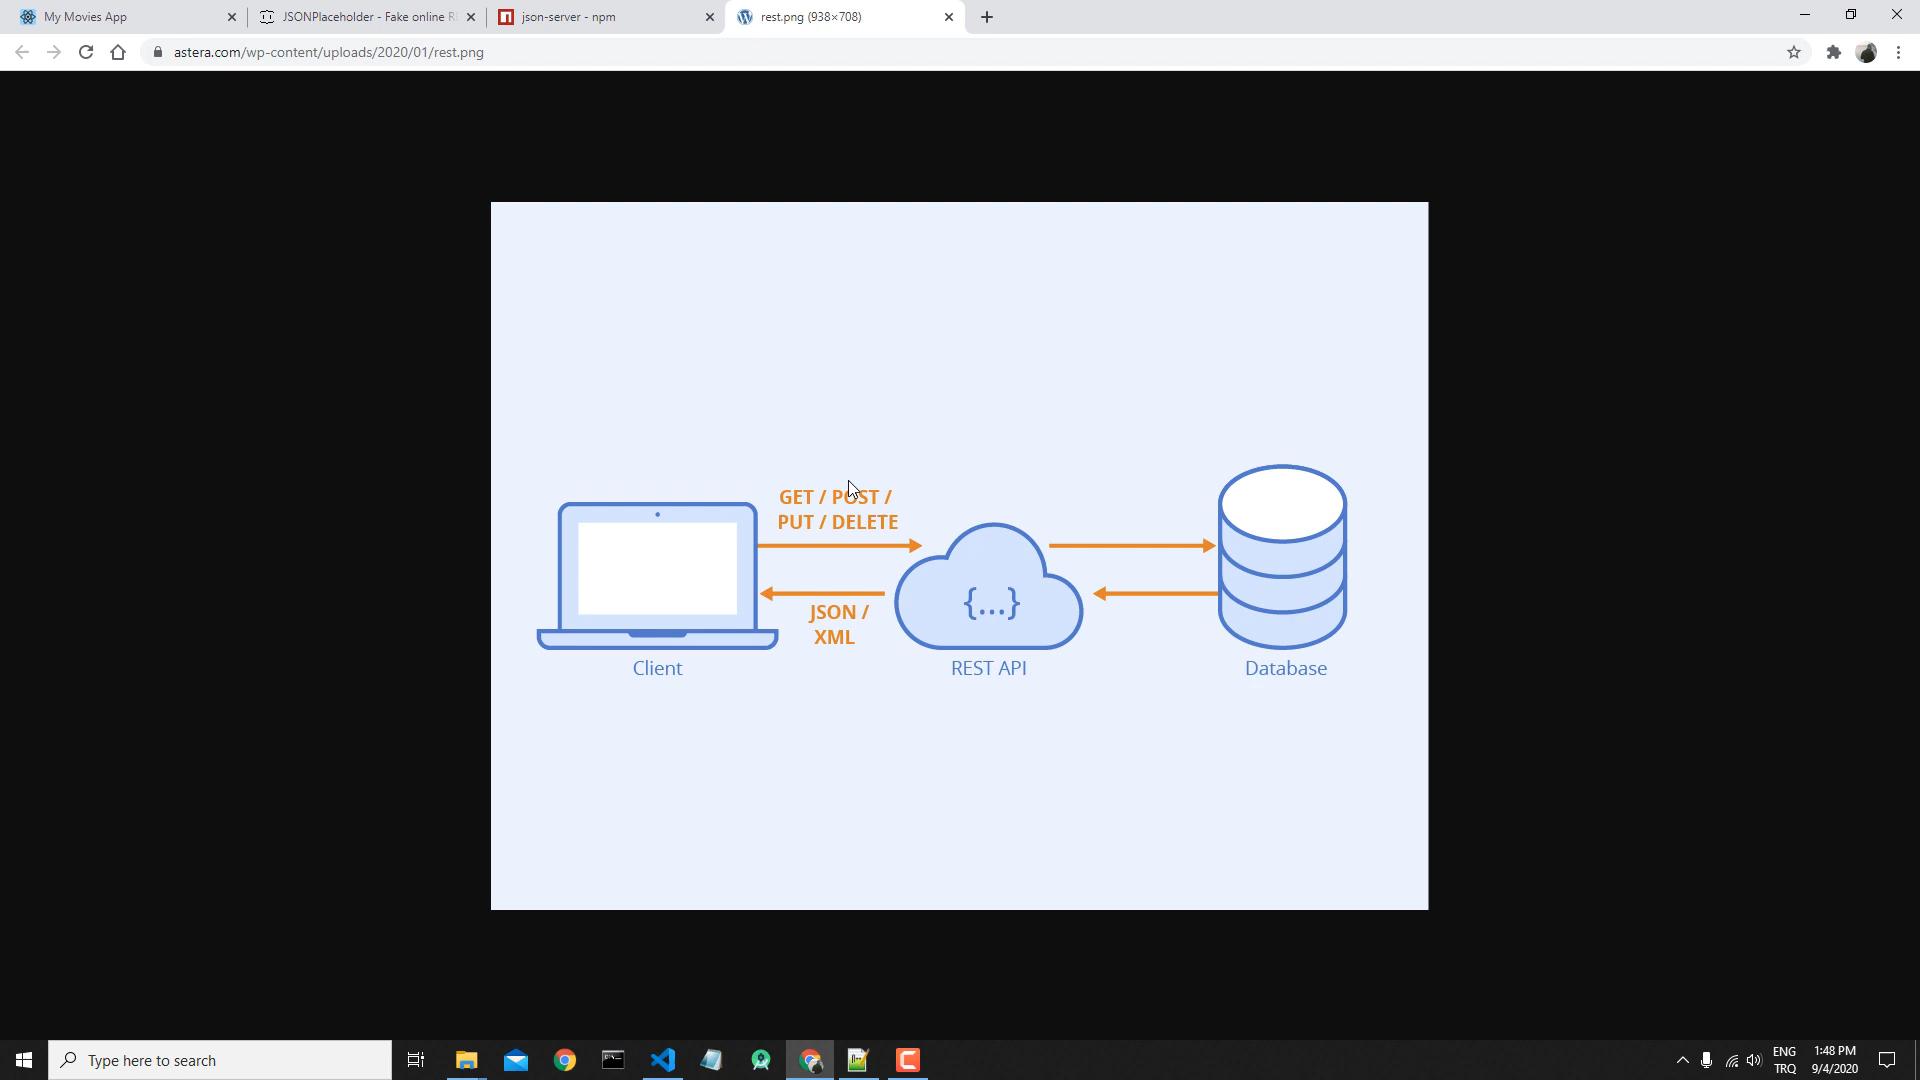 My Movies App
JSONPlaceholder - Fake online R
json-server - npm
rest.png (938×708)
astera.com/wp-content/uploads/2020/01/rest.png
GET / POST /
PUT / DELETE
JSON /
XML
{...}
Client
REST API
Database
Type here to search
ENG
TRQ
1:48 PM
9/4/2020